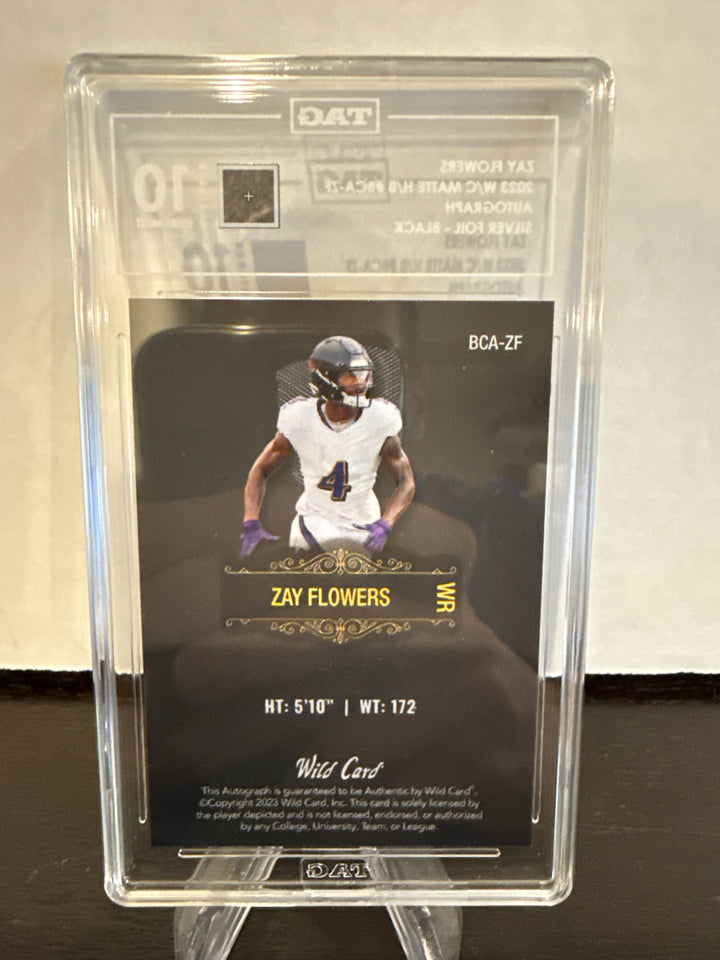 TAG
ZAY FLOWERS
2023 W/C MATTE H/B #BCA-ZF
AUTOGRAPH
SILVER FOIL - BLACK
10
GEM MINT
BCA-ZF
4
ZAY FLOWERS
WR
HT: 5'10" | WT: 172
Wild Card
This Autograph is guaranteed to be Authentic by Wild Card®.
©Copyright 2023 Wild Card, Inc. This card is solely licensed by
the player depicted and is not licensed, endorsed, or authorized
by any College, University, Team, or League.
TAG